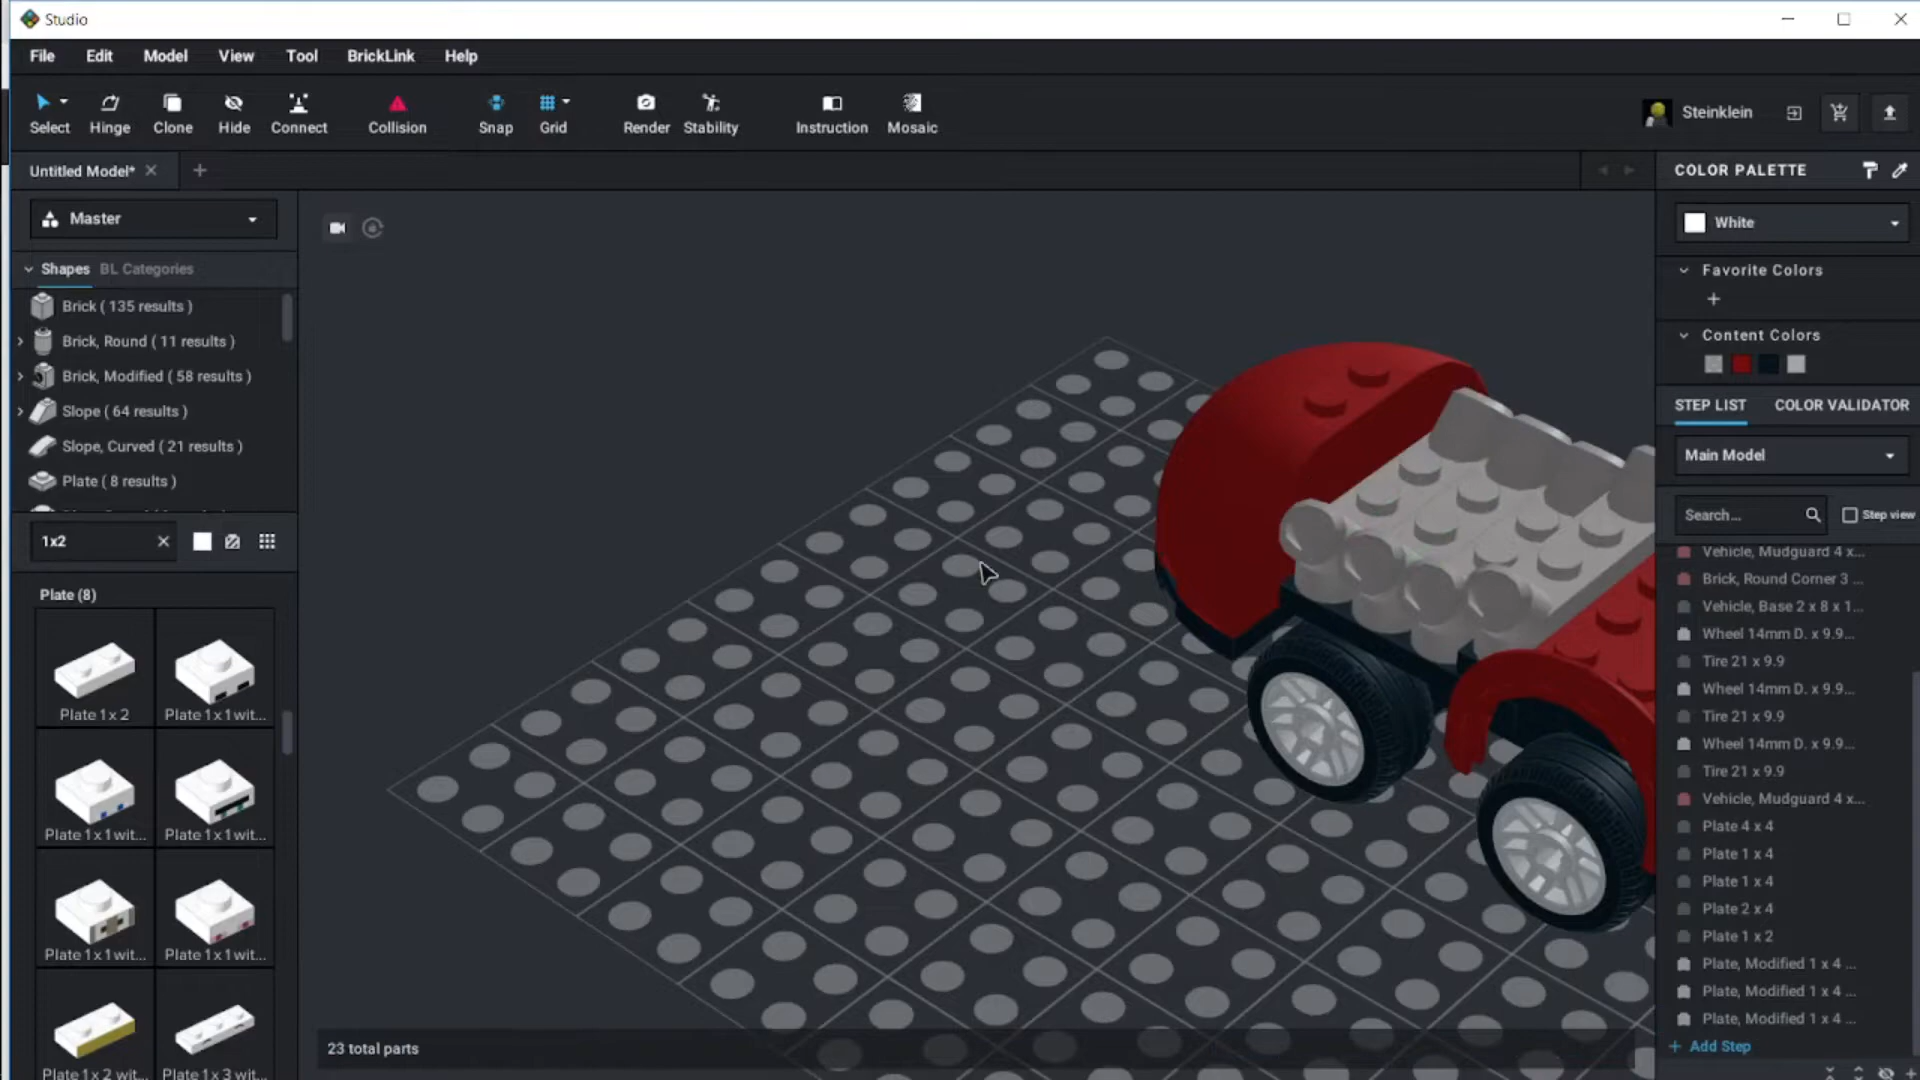 Studio
File Edit Model View Tool BrickLink Help
Select Hinge Clone Hide Connect Collision Snap Grid Render Stability Instruction Mosaic
Steinklein
Untitled Model*
COLOR PALETTE
Master
White
Shapes BL Categories
Favorite Colors
Brick ( 135 results )
Brick, Round ( 11 results )
Content Colors
Brick, Modified ( 58 results )
Slope ( 64 results )
STEP LIST COLOR VALIDATOR
Slope, Curved ( 21 results )
Main Model
Plate ( 8 results )
Search... Step view
1x2
Vehicle, Mudguard 4 x...
Brick, Round Corner 3 ...
Plate (8)
Vehicle, Base 2 x 8 x 1...
Wheel 14mm D. x 9.9...
Tire 21 x 9.9
Wheel 14mm D. x 9.9...
Plate 1 x 2 Plate 1 x 1 wit...
Tire 21 x 9.9
Wheel 14mm D. x 9.9...
Tire 21 x 9.9
Vehicle, Mudguard 4 x...
Plate 1 x 1 wit... Plate 1 x 1 wit...
Plate 4 x 4
Plate 1 x 4
Plate 1 x 4
Plate 2 x 4
Plate 1 x 2
Plate 1 x 1 wit... Plate 1 x 1 wit...
Plate, Modified 1 x 4 ...
Plate, Modified 1 x 4 ...
Plate, Modified 1 x 4 ...
+ Add Step
23 total parts
Plate 1 x 2 wit... Plate 1 x 3 wit...